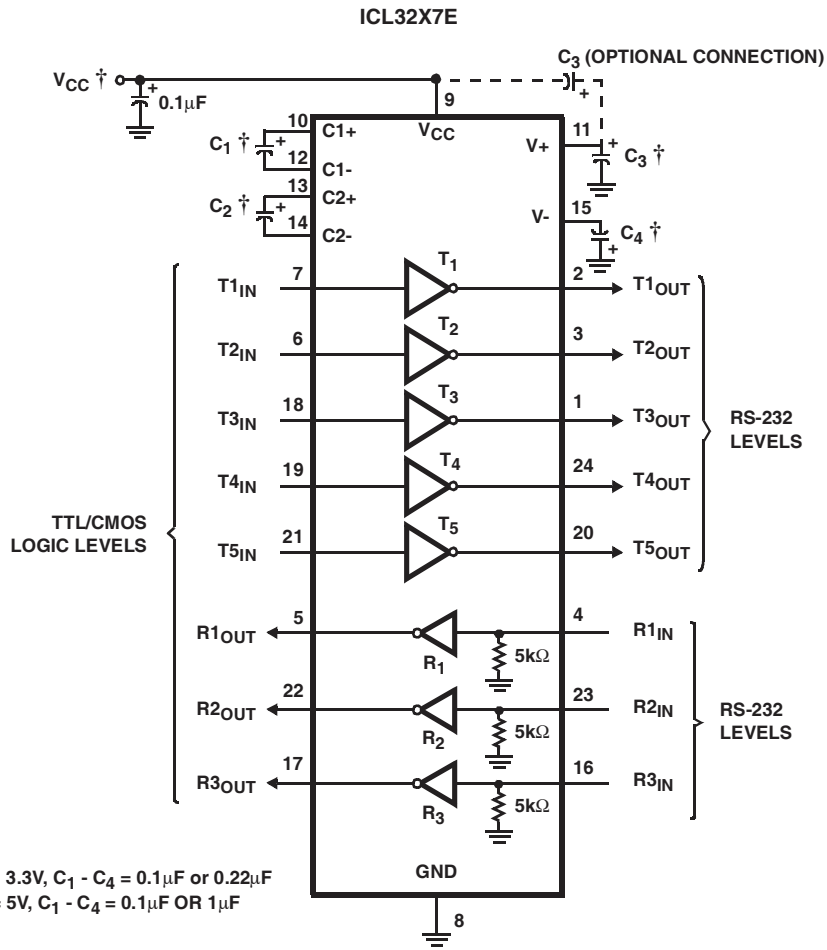 ICL32X7E
C3 (OPTIONAL CONNECTION)
VCC †
+
0.1μF
9
VCC
+
10
C1+
C1 †
+
12
C1-
13
C2+
C2 †
+
14
C2-
11
V+
+
C3 †
15
V-
C4 †
+
T1IN
7
T1
2
T1OUT
T2IN
6
T2
3
T2OUT
T3IN
18
T3
1
T3OUT
T4IN
19
T4
24
T4OUT
T5IN
21
T5
20
T5OUT
RS-232
LEVELS
TTL/CMOS
LOGIC LEVELS
R1OUT
5
R1
5kΩ
4
R1IN
R2OUT
22
R2
5kΩ
23
R2IN
R3OUT
17
R3
5kΩ
16
R3IN
RS-232
LEVELS
GND
8
3.3V, C1 - C4 = 0.1μF or 0.22μF
5V, C1 - C4 = 0.1μF OR 1μF